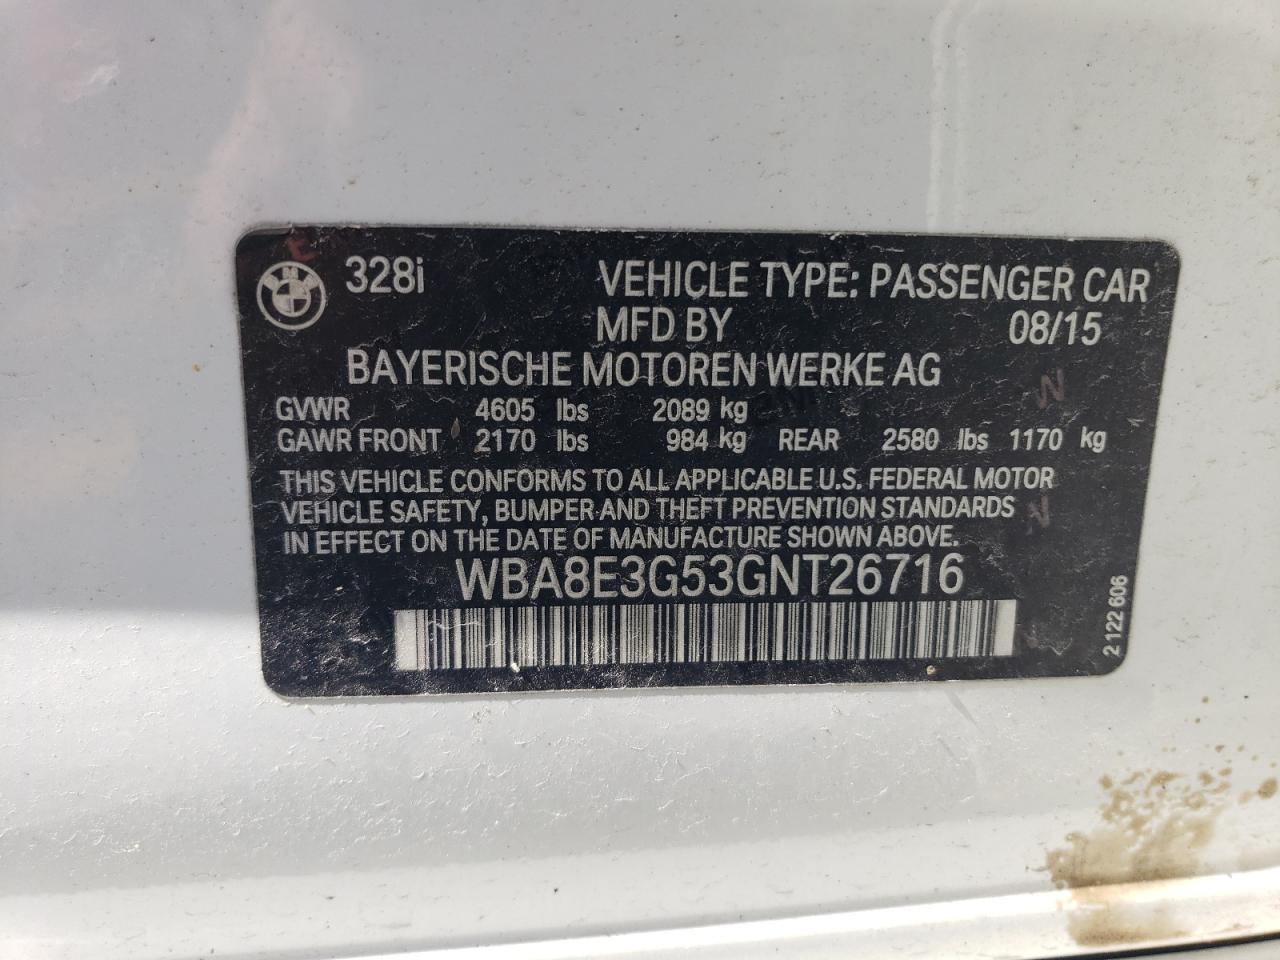 328i VEHICLE TYPE: PASSENGER CAR
MFD BY 08/15
BAYERISCHE MOTOREN WERKE AG
GVWR 4605 lbs 2089 kg
GAWR FRONT 2170 lbs 984 kg REAR 2580 lbs 1170 kg
THIS VEHICLE CONFORMS TO ALL APPLICABLE U.S. FEDERAL MOTOR
VEHICLE SAFETY, BUMPER AND THEFT PREVENTION STANDARDS
IN EFFECT ON THE DATE OF MANUFACTURE SHOWN ABOVE.
WBA8E3G53GNT26716
2 122 606